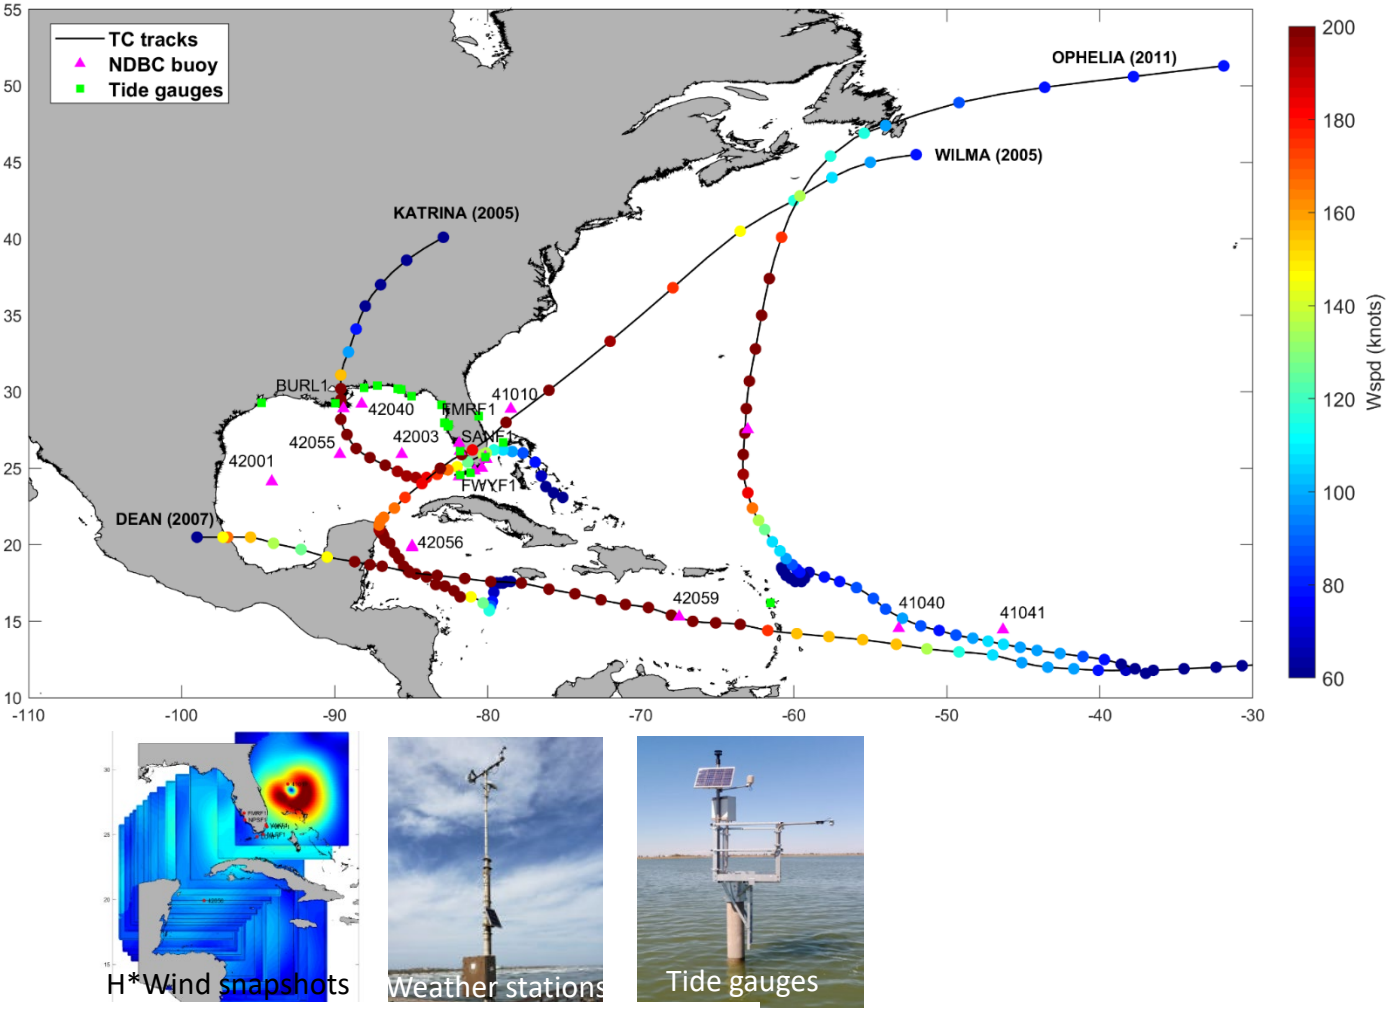 55
50
45
40
35
30
25
20
15
10
-110
-100
-90
-80
-70
-60
-50
-40
-30
TC tracks
NDBC buoy
Tide gauges
OPHELIA (2011)
WILMA (2005)
KATRINA (2005)
DEAN (2007)
BURL1
42040
42055
42003
42001
FMRF1
41010
SANF1
FWYF1
42056
42059
41040
41041
200
180
160
140
120
100
80
60
Wspd (knots)
H*Wind snapshots
Weather stations
Tide gauges